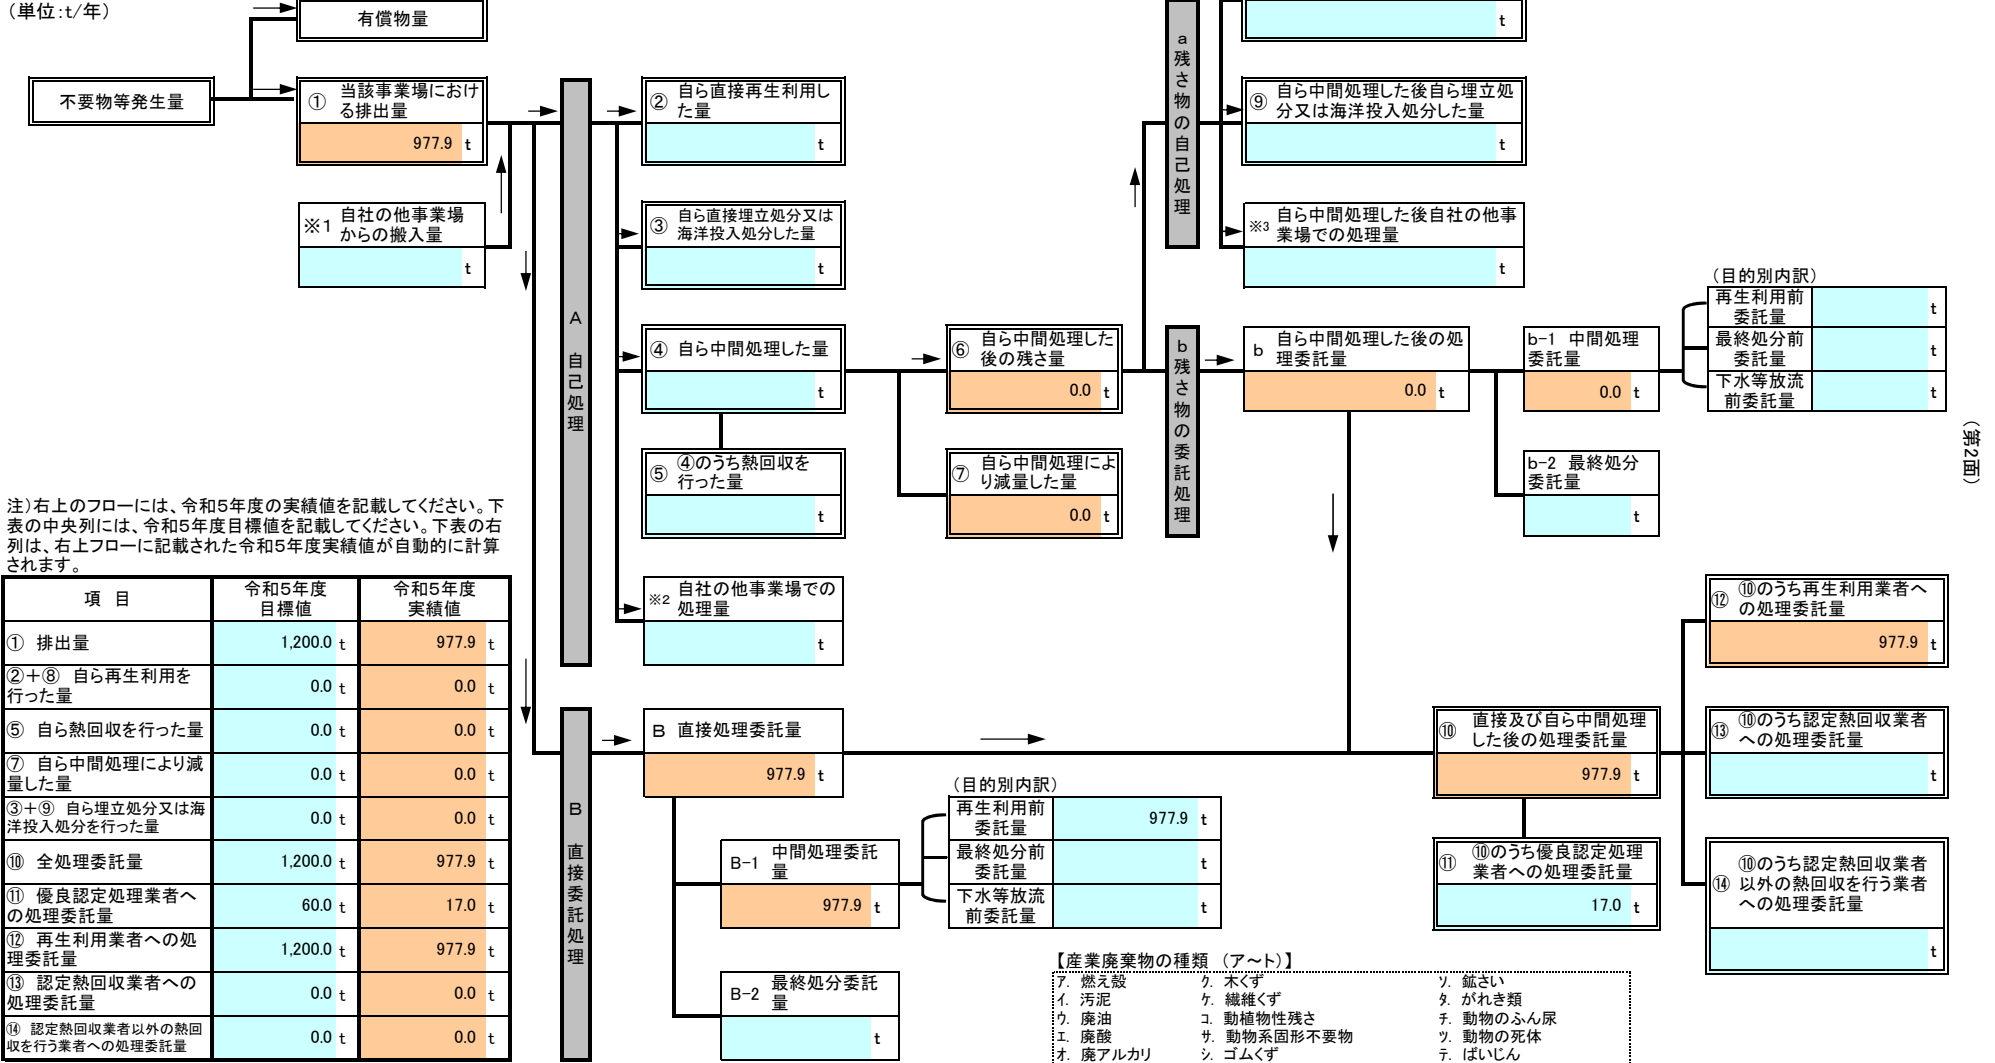 （単位:t/年）
有償物量
不要物等発生量
① 当該事業場におけ
る排出量
977.9 t
※1 自社の他事業場
からの搬入量
t
A 自己処理
② 自ら直接再生利用し
た量
t
③ 自ら直接埋立処分又は
海洋投入処分した量
t
④ 自ら中間処理した量
t
⑤ ④のうち熱回収を
行った量
t
※2 自社の他事業場での
処理量
t
⑥ 自ら中間処理した
後の残さ量
0.0 t
⑦ 自ら中間処理によ
り減量した量
0.0 t
a 残さ物の自己処理
t
⑨ 自ら中間処理した後自ら埋立処
分又は海洋投入処分した量
t
※3 自ら中間処理した後自社の他事
業場での処理量
t
b 残さ物の委託処理
b 自ら中間処理した後の処
理委託量
0.0 t
b-1 中間処理
委託量
0.0 t
b-2 最終処分
委託量
t
（目的別内訳）
再生利用前
委託量
t
最終処分前
委託量
t
下水等放流
前委託量
t
（第2面）
注）右上のフローには、令和5年度の実績値を記載してください。下
表の中央列には、令和5年度目標値を記載してください。下表の右
列は、右上フローに記載された令和5年度実績値が自動的に計算
されます。
項 目
令和5年度
目標値
令和5年度
実績値
① 排出量 1,200.0 t 977.9 t
②＋⑧ 自ら再生利用を
行った量 0.0 t 0.0 t
⑤ 自ら熱回収を行った量 0.0 t 0.0 t
⑦ 自ら中間処理により減
量した量 0.0 t 0.0 t
③＋⑨ 自ら埋立処分又は海
洋投入処分を行った量 0.0 t 0.0 t
⑩ 全処理委託量 1,200.0 t 977.9 t
⑪ 優良認定処理業者へ
の処理委託量 60.0 t 17.0 t
⑫ 再生利用業者への処
理委託量 1,200.0 t 977.9 t
⑬ 認定熱回収業者への
処理委託量 0.0 t 0.0 t
⑭ 認定熱回収業者以外の熱回
収を行う業者への処理委託量 0.0 t 0.0 t
B 直接委託処理
B 直接処理委託量
977.9 t
B-1 中間処理委託
量
977.9 t
B-2 最終処分委託
量
t
（目的別内訳）
再生利用前
委託量
977.9 t
最終処分前
委託量
t
下水等放流
前委託量
t
⑩ 直接及び自ら中間処理
した後の処理委託量
977.9 t
⑪ ⑩のうち優良認定処理
業者への処理委託量
17.0 t
⑫ ⑩のうち再生利用業者へ
の処理委託量
977.9 t
⑬ ⑩のうち認定熱回収業者
への処理委託量
t
⑭ ⑩のうち認定熱回収業者
以外の熱回収を行う業者
への処理委託量
t
【産業廃棄物の種類 （ア～ト）】
ア. 燃え殻 ク. 木くず ソ. 鉱さい
イ. 汚泥 ケ. 繊維くず タ. がれき類
ウ. 廃油 コ. 動植物性残さ チ. 動物のふん尿
エ. 廃酸 サ. 動物系固形不要物 ツ. 動物の死体
オ. 廃アルカリ シ. ゴムくず テ. ばいじん